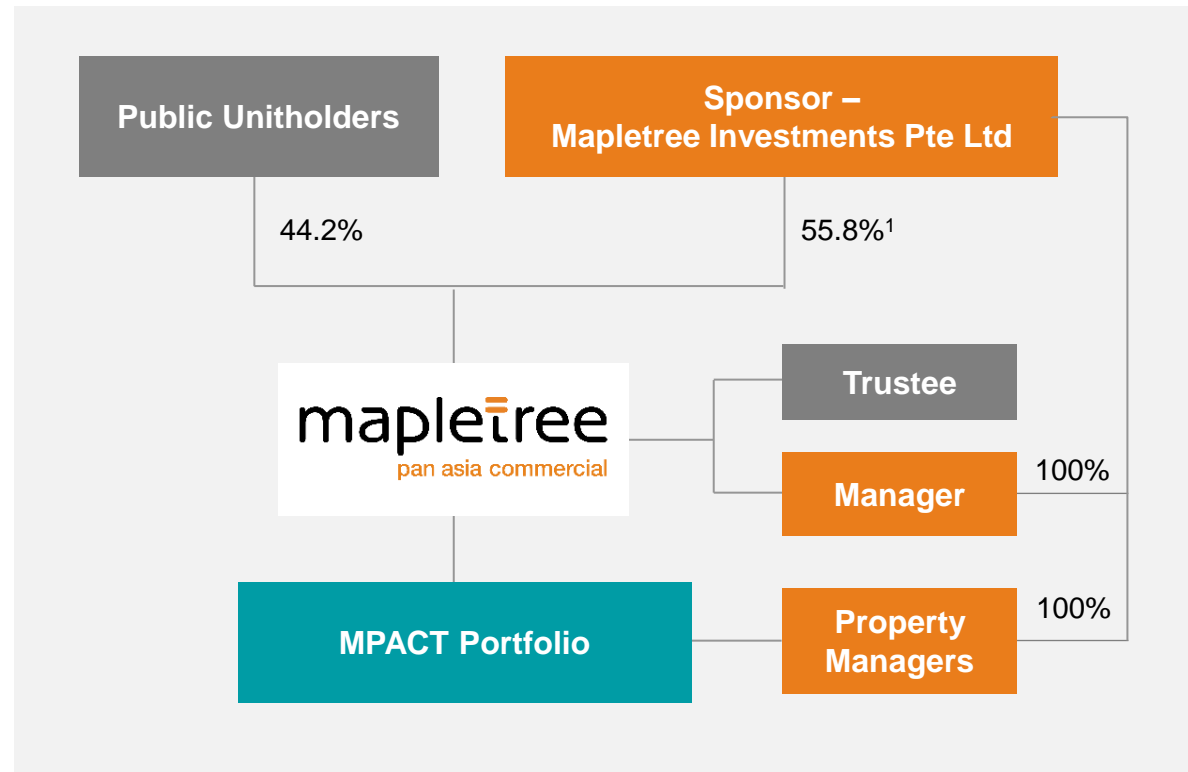 Public Unitholders
Sponsor –
Mapletree Investments Pte Ltd
44.2%
55.8%¹
mapletree
pan asia commercial
Trustee
Manager
100%
MPACT Portfolio
Property
Managers
100%